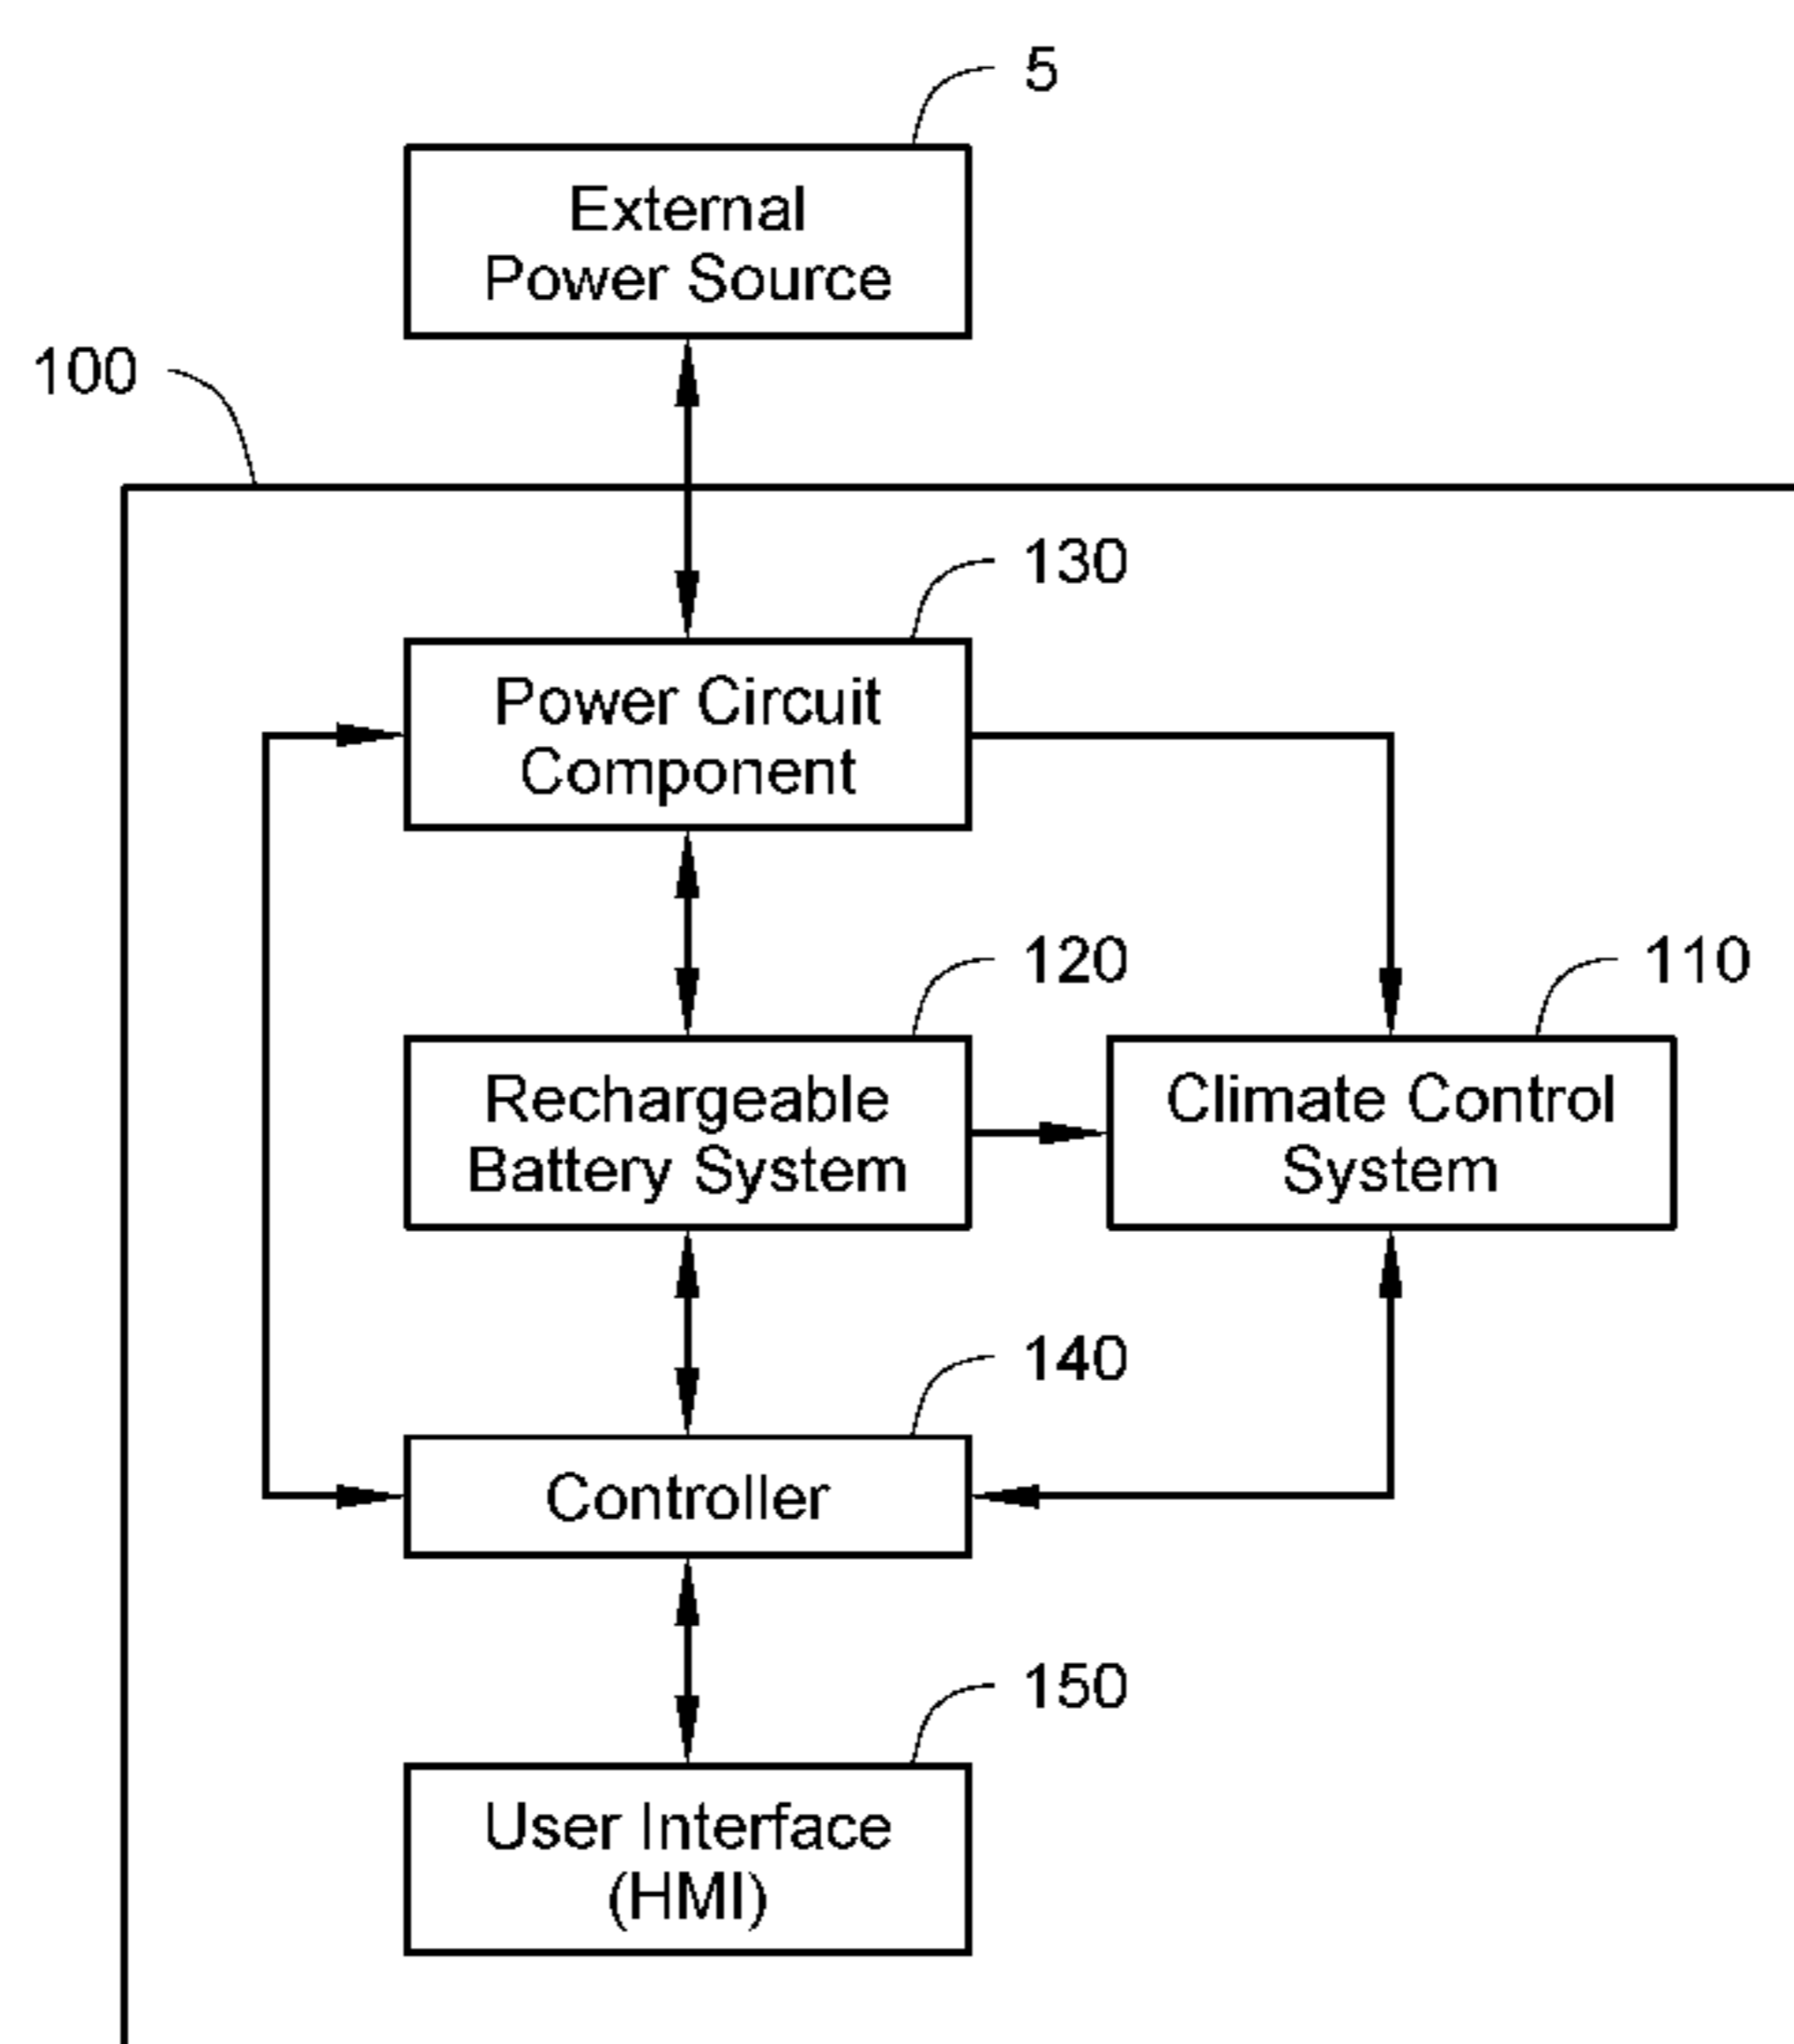 5
External
Power Source
100
130
Power Circuit
Component
120
110
Rechargeable
Battery System
Climate Control
System
140
Controller
150
User Interface
(HMI)